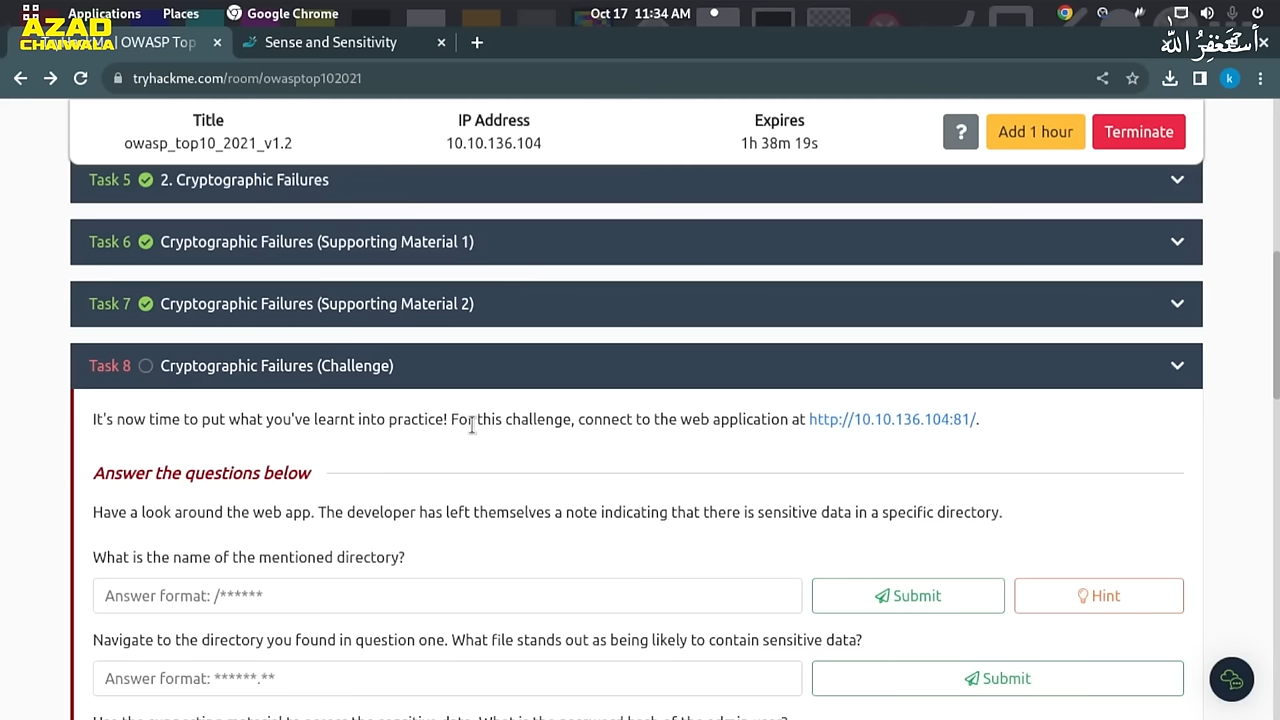 Applications Places Google Chrome Oct 17 11:34 AM
AZAD
CHAIWALA
OWASP Top
Sense and Sensitivity
أستغفر الله
tryhackme.com/room/owasptop102021
k
Title IP Address Expires
owasp_top10_2021_v1.2 10.10.136.104 1h 38m 19s
? Add 1 hour Terminate
Task 5 2. Cryptographic Failures
Task 6 Cryptographic Failures (Supporting Material 1)
Task 7 Cryptographic Failures (Supporting Material 2)
Task 8 Cryptographic Failures (Challenge)
It's now time to put what you've learnt into practice! For this challenge, connect to the web application at http://10.10.136.104:81/.
Answer the questions below
Have a look around the web app. The developer has left themselves a note indicating that there is sensitive data in a specific directory.
What is the name of the mentioned directory?
Answer format: /****** Submit Hint
Navigate to the directory you found in question one. What file stands out as being likely to contain sensitive data?
Answer format: ******.** Submit